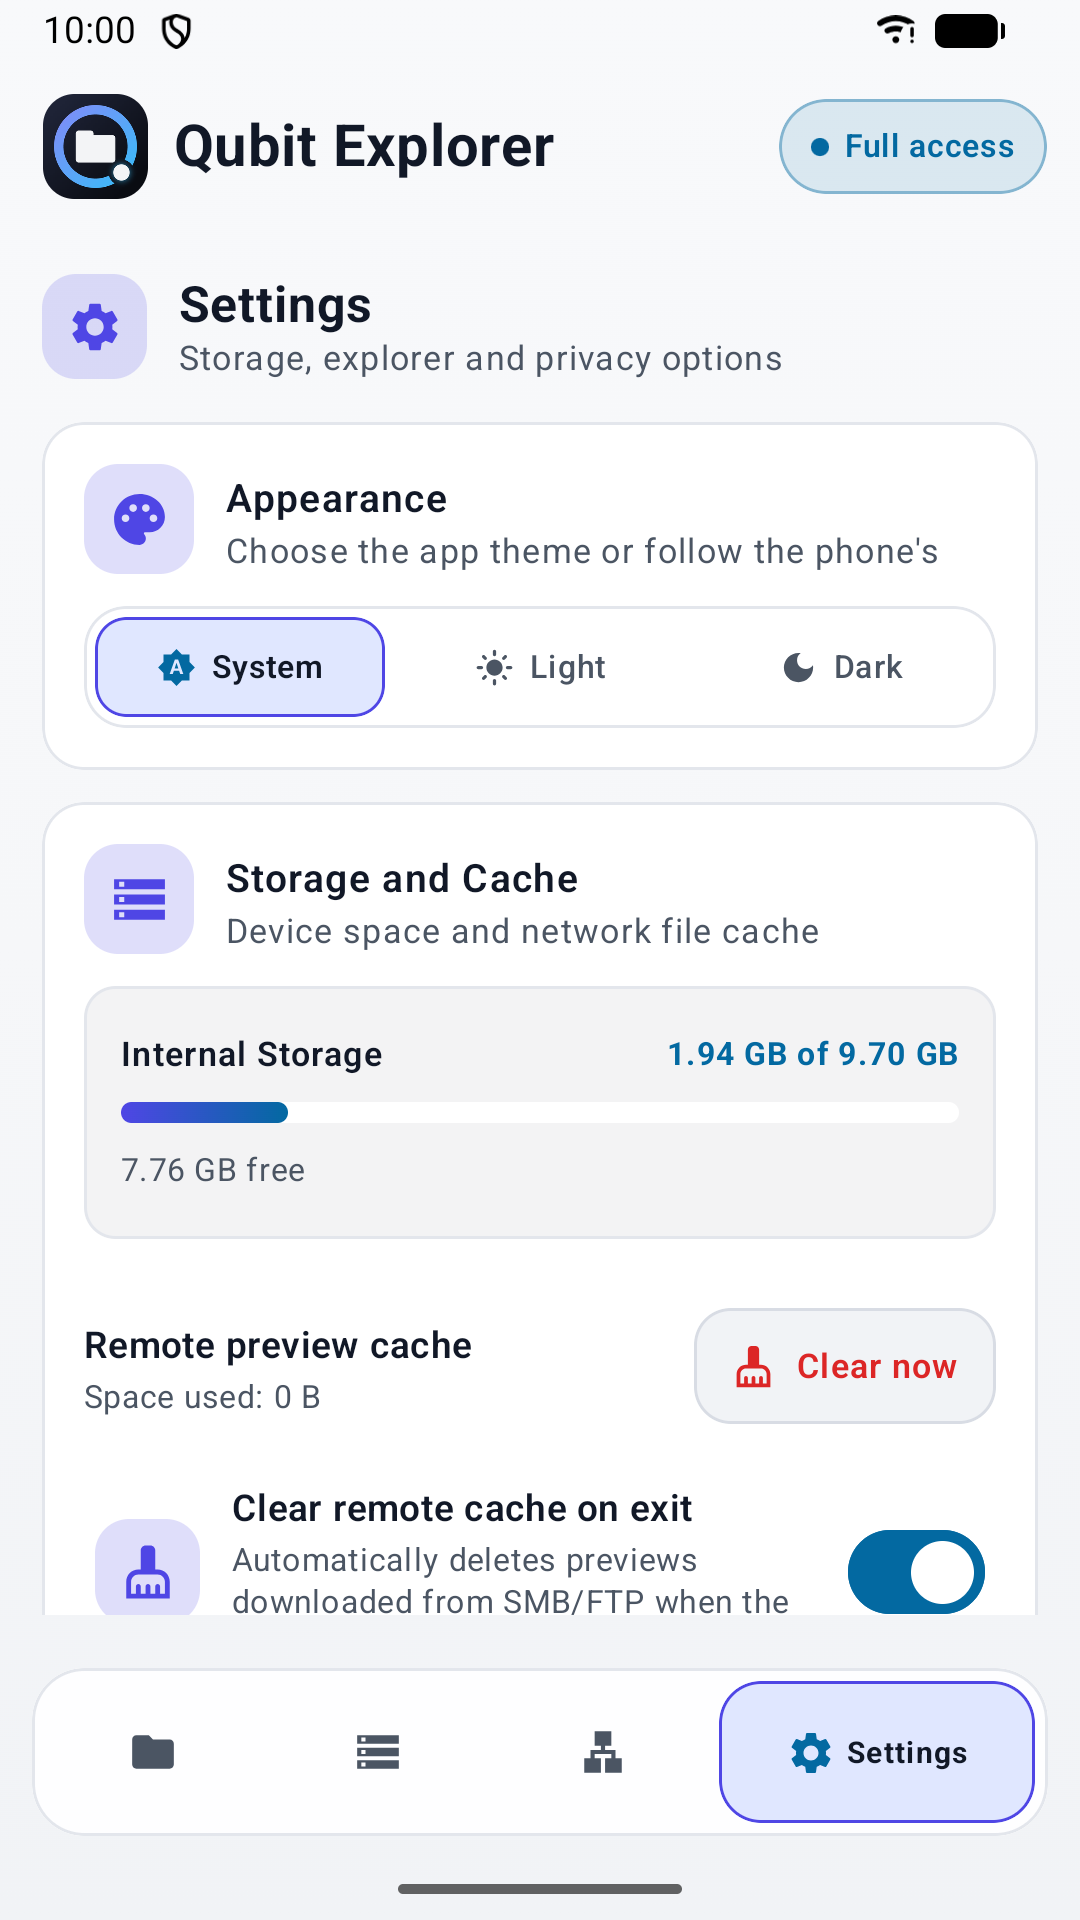 10:00
Qubit Explorer
Full access
Settings
Storage, explorer and privacy options
Appearance
Choose the app theme or follow the phone's
A System
Light
Dark
Storage and Cache
Device space and network file cache
Internal Storage
1.94 GB of 9.70 GB
7.76 GB free
Remote preview cache
Space used: 0 B
Clear now
Clear remote cache on exit
Automatically deletes previews
downloaded from SMB/FTP when the
Settings